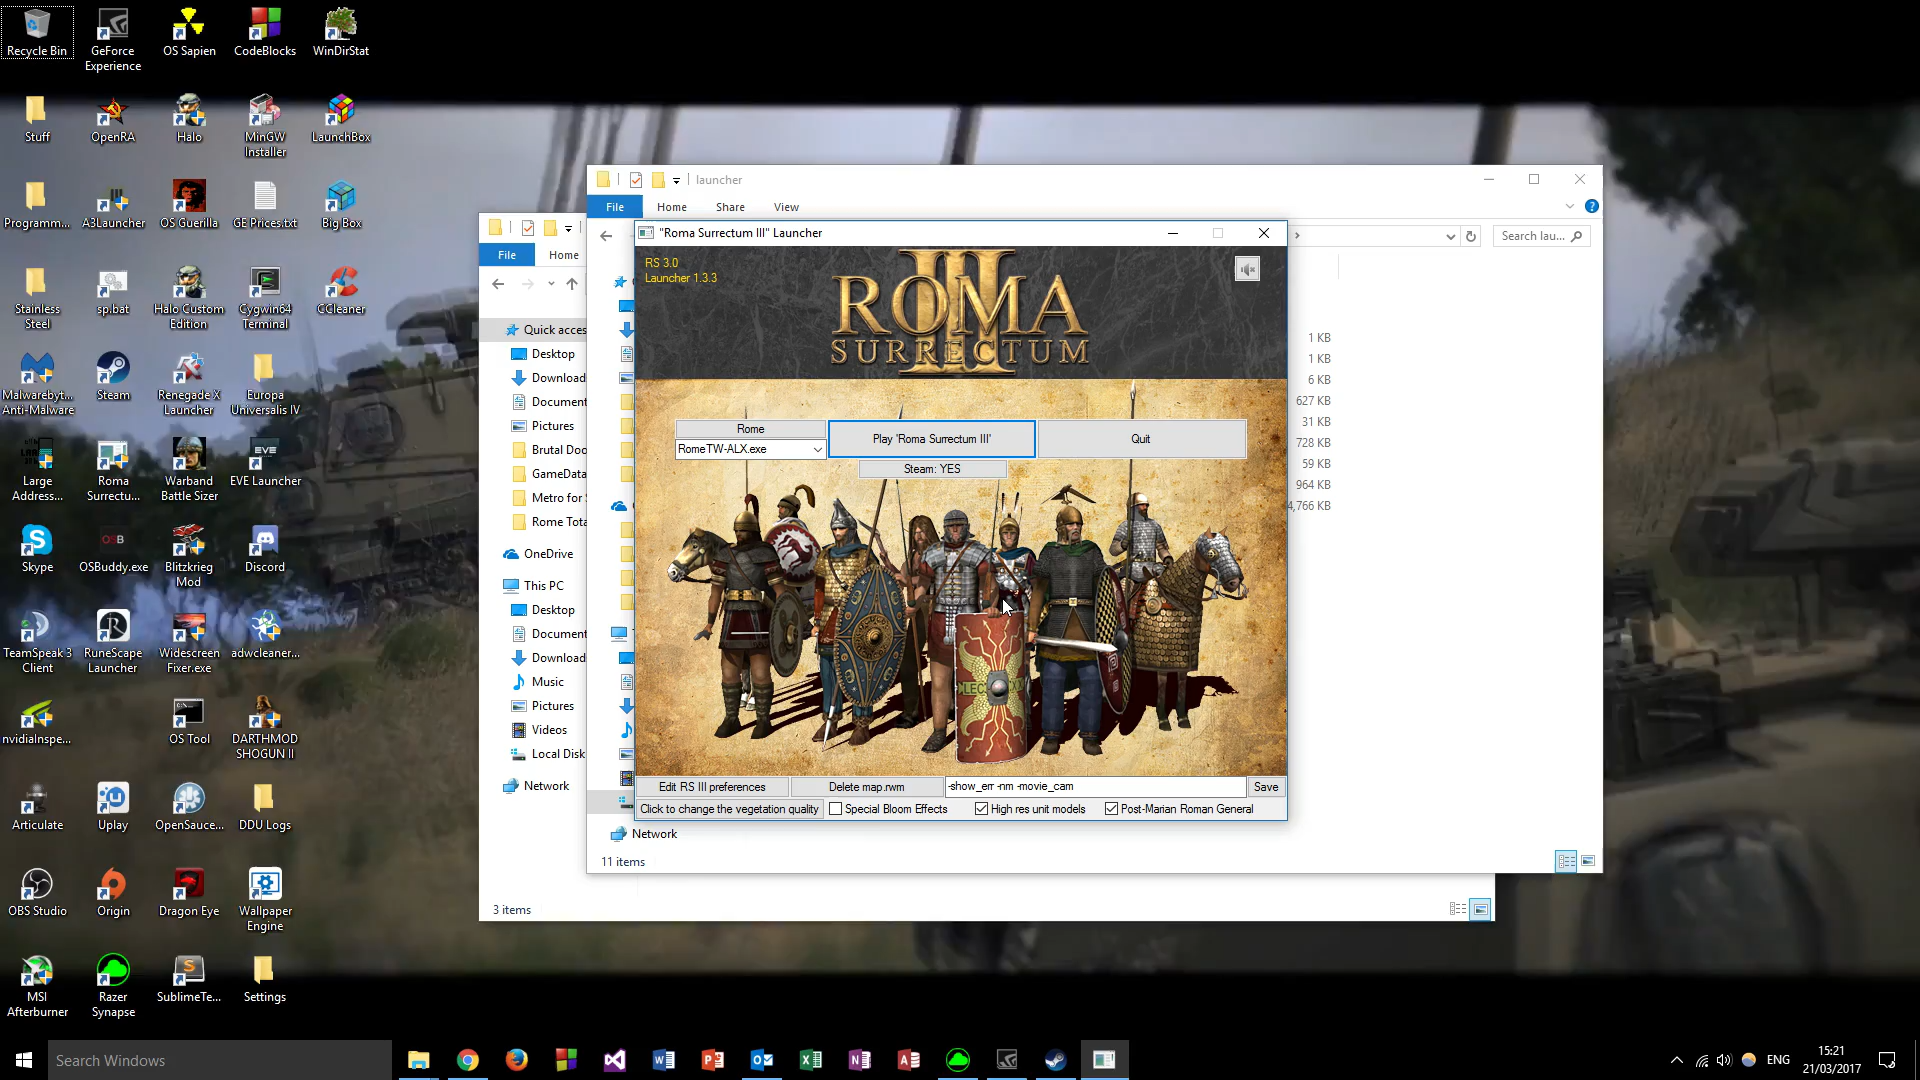 Recycle Bin
GeForce Experience
OS Sapien
CodeBlocks
WinDirStat
Stuff
OpenRA
Halo
MinGW Installer
LaunchBox
Programm...
A3Launcher
OS Guerilla
GE Prices.txt
Big Box
Stainless Steel
sp.bat
Halo Custom Edition
Cygwin64 Terminal
CCleaner
Malwarebyt... Anti-Malware
Steam
Renegade X Launcher
Europa Universalis IV
Large Address...
Roma Surrectu...
Warband Battle Sizer
EVE Launcher
Skype
OSBuddy.exe
Blitzkrieg Mod
Discord
TeamSpeak 3 Client
RuneScape Launcher
Widescreen Fixer.exe
adwcleaner...
nvidiaInspe...
OS Tool
DARTHMOD SHOGUN II
Articulate
Uplay
OpenSauce...
DDU Logs
OBS Studio
Origin
Dragon Eye
Wallpaper Engine
MSI Afterburner
Razer Synapse
SublimeTe...
Settings
launcher
File
Home
Share
View
Search lau...
File
Home
Quick acces
Desktop
Download
Document
Pictures
Brutal Doo
GameData
Metro for S
Rome Tota
OneDrive
This PC
Desktop
Document
Download
Music
Pictures
Videos
Local Disk
Network
3 items
"Roma Surrectum III" Launcher
RS 3.0
Launcher 1.3.3
III
ROMA
SURRECTUM
Rome
RomeTW-ALX.exe
Play 'Roma Surrectum III'
Quit
Steam: YES
Edit RS III preferences
Delete map.rwm
-show_err -nm -movie_cam
Save
Click to change the vegetation quality
Special Bloom Effects
High res unit models
Post-Marian Roman General
1 KB
1 KB
6 KB
627 KB
31 KB
728 KB
59 KB
964 KB
4,766 KB
Network
11 items
Search Windows
ENG
15:21
21/03/2017